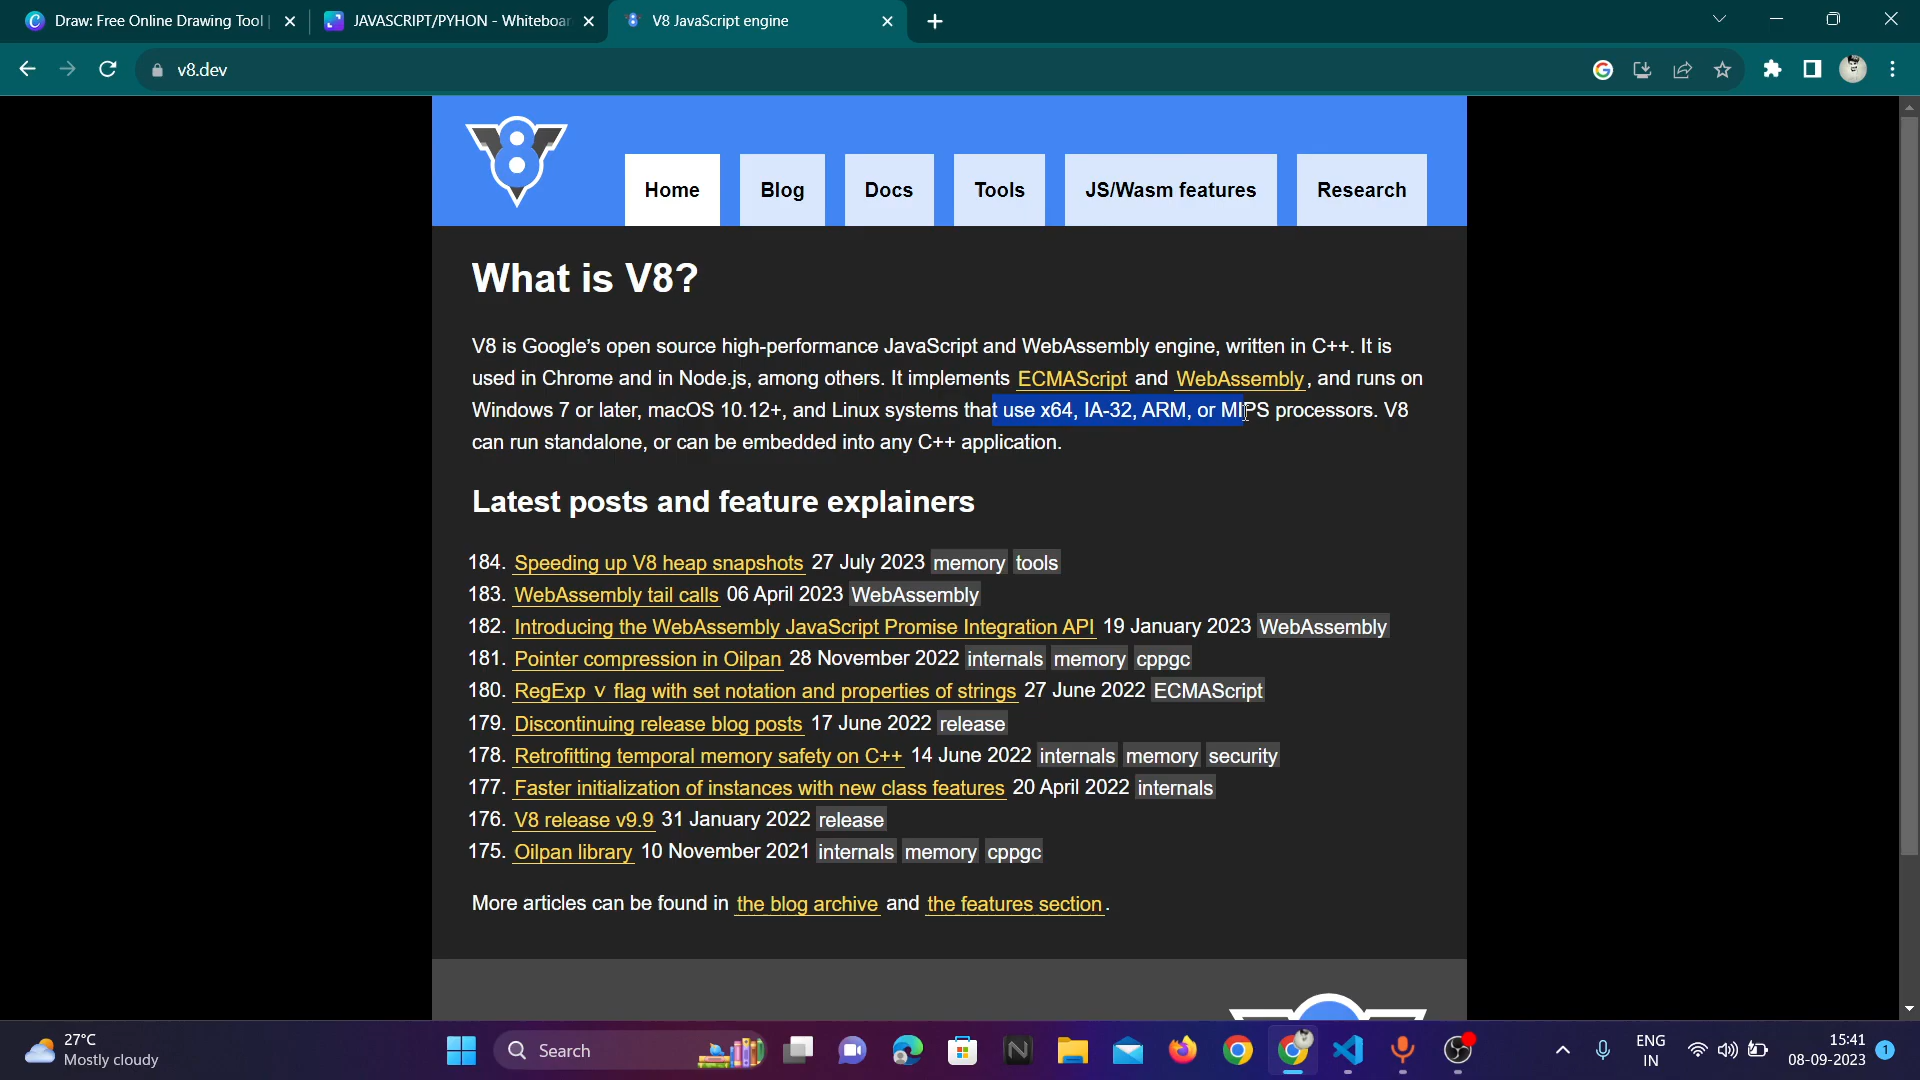 Draw: Free Online Drawing Tool |
JAVASCRIPT/PYHON - Whiteboar
V8 JavaScript engine
v8.dev
Home
Blog
Docs
Tools
JS/Wasm features
Research
What is V8?
V8 is Google's open source high-performance JavaScript and WebAssembly engine, written in C++. It is
used in Chrome and in Node.js, among others. It implements ECMAScript and WebAssembly, and runs on
Windows 7 or later, macOS 10.12+, and Linux systems that use x64, IA-32, ARM, or MIPS processors. V8
can run standalone, or can be embedded into any C++ application.
Latest posts and feature explainers
184. Speeding up V8 heap snapshots 27 July 2023 memory tools
183. WebAssembly tail calls 06 April 2023 WebAssembly
182. Introducing the WebAssembly JavaScript Promise Integration API 19 January 2023 WebAssembly
181. Pointer compression in Oilpan 28 November 2022 internals memory cppgc
180. RegExp v flag with set notation and properties of strings 27 June 2022 ECMAScript
179. Discontinuing release blog posts 17 June 2022 release
178. Retrofitting temporal memory safety on C++ 14 June 2022 internals memory security
177. Faster initialization of instances with new class features 20 April 2022 internals
176. V8 release v9.9 31 January 2022 release
175. Oilpan library 10 November 2021 internals memory cppgc
More articles can be found in the blog archive and the features section.
27°C
Mostly cloudy
Search
ENG
IN
15:41
08-09-2023
1